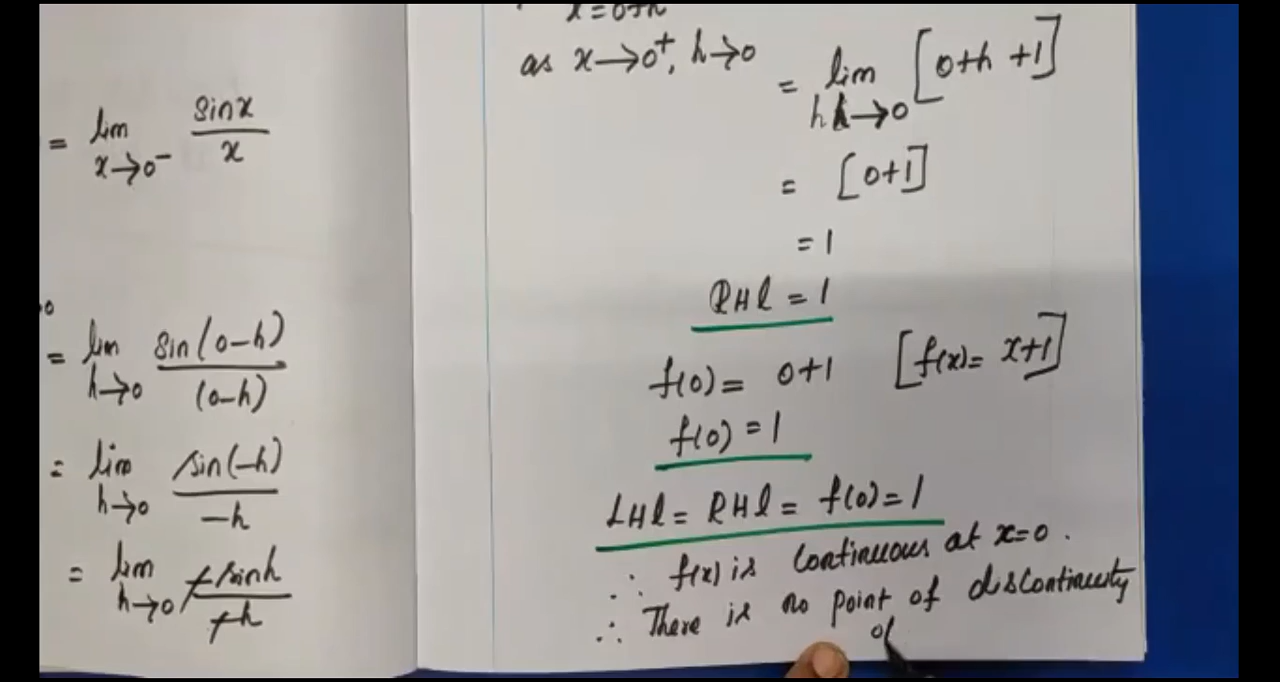 = lim x→0⁻ sinx/x
= lim h→0 sin(0-h)/(0-h)
= lim h→0 sin(-h)/-h
= lim h→0 -sinh/-h
x=0+h
as x→0⁺, h→0
= lim h→0 [0+h+1]
= [0+1]
= 1
RHL = 1
f(0) = 0+1 [f(x)= x+1]
f(0) = 1
LHL = RHL = f(0) = 1
∴ f(x) is continuous at x=0.
∴ There is no point of discontinuity
of